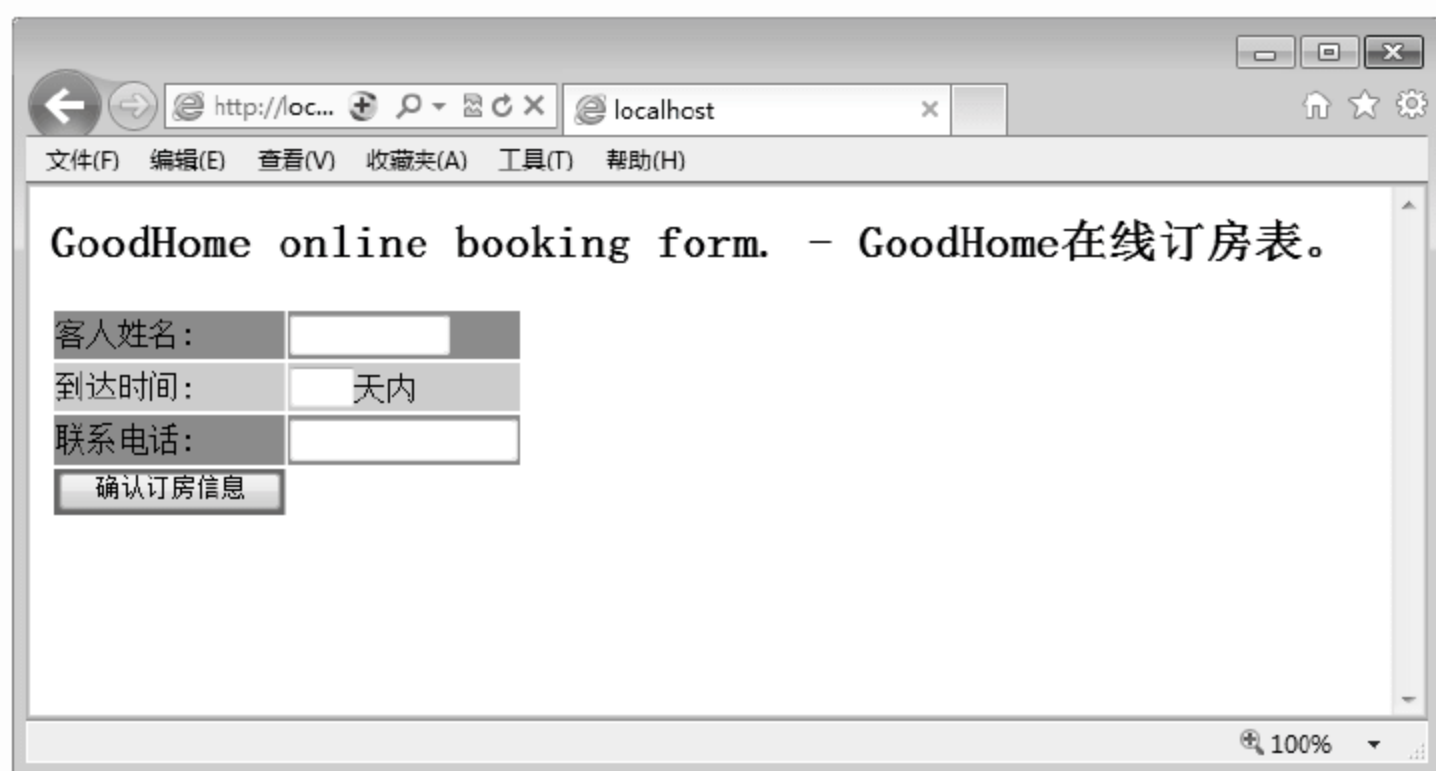 http://loc...
localhost
文件(F) 编辑(E) 查看(V) 收藏夹(A) 工具(T) 帮助(H)
GoodHome online booking form. - GoodHome在线订房表。
客人姓名:
到达时间: 天内
联系电话:
确认订房信息
100%